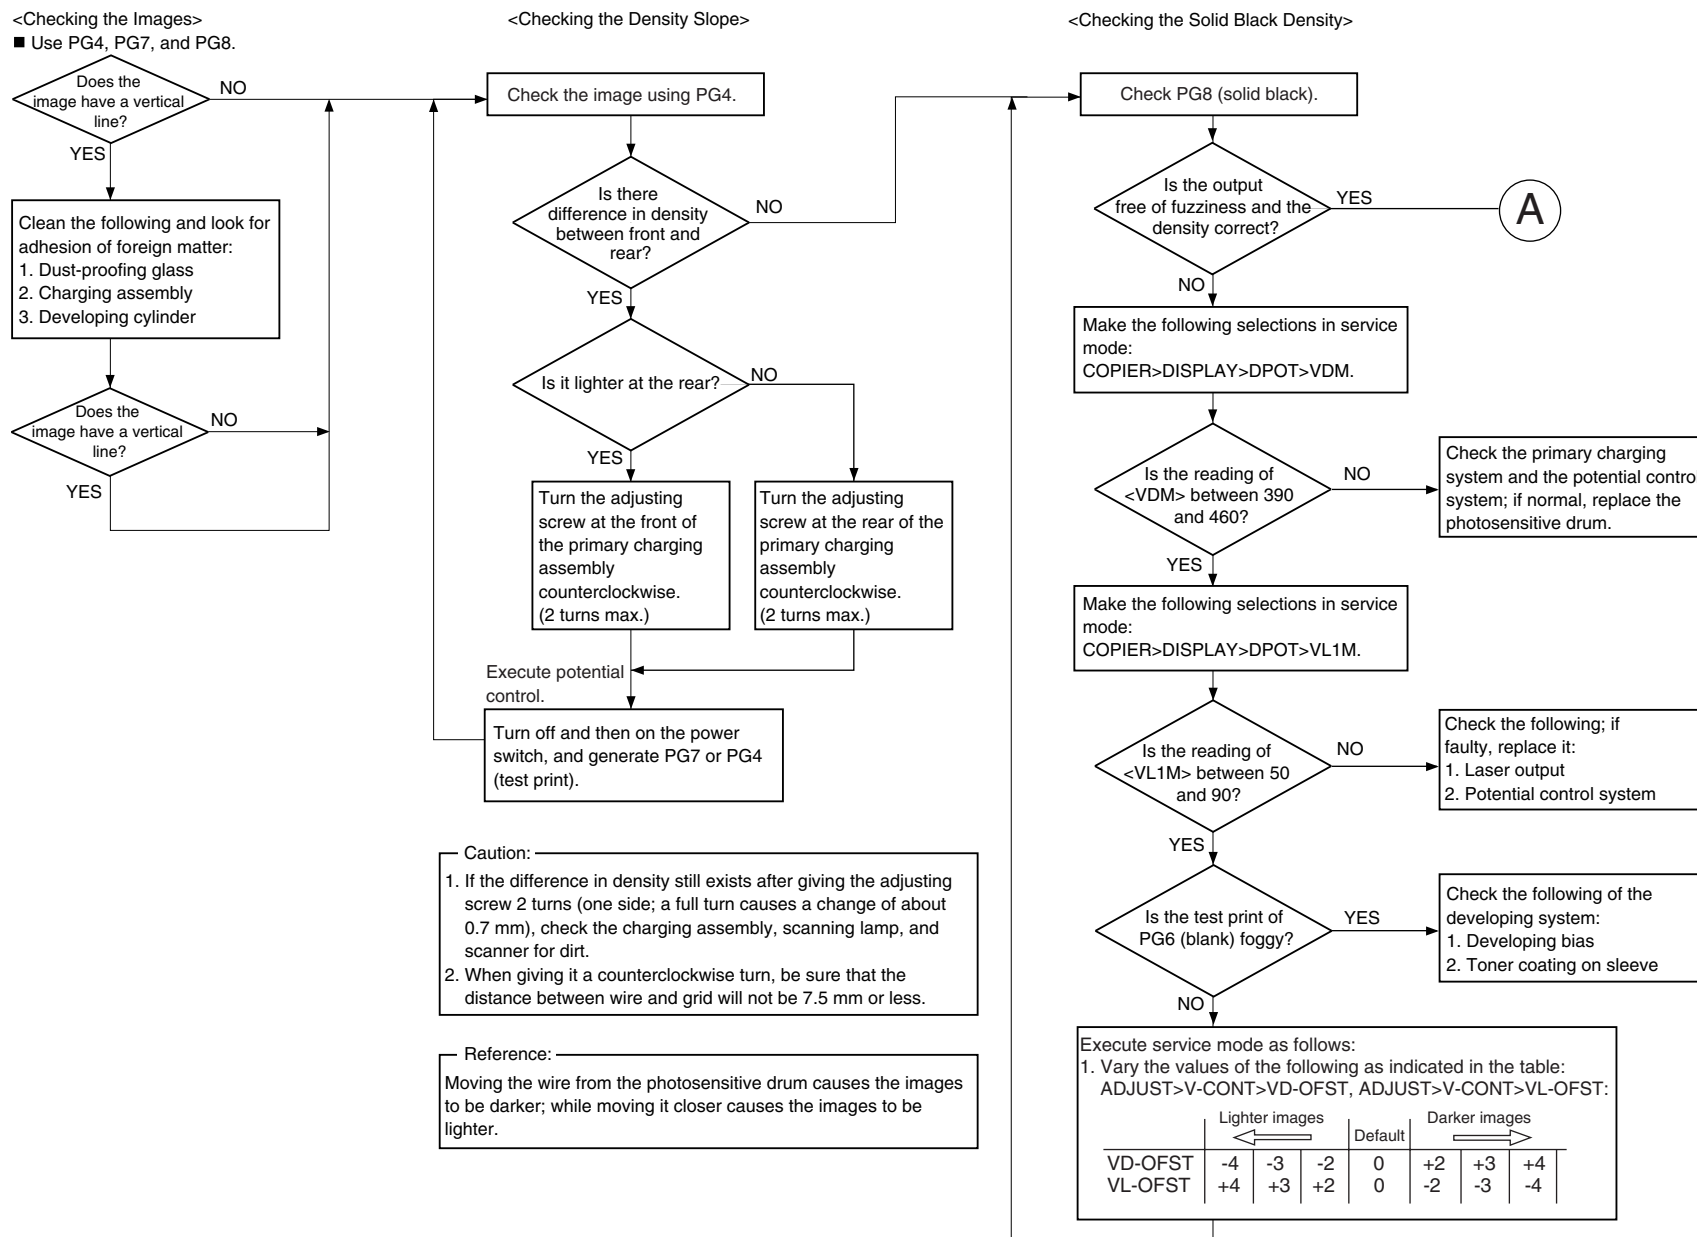 <Checking the Images>
■ Use PG4, PG7, and PG8.
Does the
image have a vertical
line?
NO
YES
Clean the following and look for
adhesion of foreign matter:
1. Dust-proofing glass
2. Charging assembly
3. Developing cylinder
Does the
image have a vertical
line?
NO
YES
<Checking the Density Slope>
Check the image using PG4.
Is there
difference in density
between front and
rear?
NO
YES
Is it lighter at the rear?
NO
YES
Turn the adjusting
screw at the front of
the primary charging
assembly
counterclockwise.
(2 turns max.)
Turn the adjusting
screw at the rear of the
primary charging
assembly
counterclockwise.
(2 turns max.)
Execute potential
control.
Turn off and then on the power
switch, and generate PG7 or PG4
(test print).
Caution:
1. If the difference in density still exists after giving the adjusting
screw 2 turns (one side; a full turn causes a change of about
0.7 mm), check the charging assembly, scanning lamp, and
scanner for dirt.
2. When giving it a counterclockwise turn, be sure that the
distance between wire and grid will not be 7.5 mm or less.
Reference:
Moving the wire from the photosensitive drum causes the images
to be darker; while moving it closer causes the images to be
lighter.
<Checking the Solid Black Density>
Check PG8 (solid black).
Is the output
free of fuzziness and the
density correct?
YES
A
NO
Make the following selections in service
mode:
COPIER>DISPLAY>DPOT>VDM.
Is the reading of
<VDM> between 390
and 460?
NO
Check the primary charging
system and the potential control
system; if normal, replace the
photosensitive drum.
YES
Make the following selections in service
mode:
COPIER>DISPLAY>DPOT>VL1M.
Is the reading of
<VL1M> between 50
and 90?
NO
Check the following; if
faulty, replace it:
1. Laser output
2. Potential control system
YES
Is the test print of
PG6 (blank) foggy?
YES
Check the following of the
developing system:
1. Developing bias
2. Toner coating on sleeve
NO
Execute service mode as follows:
1. Vary the values of the following as indicated in the table:
ADJUST>V-CONT>VD-OFST, ADJUST>V-CONT>VL-OFST:
Lighter images Default Darker images
VD-OFST -4 -3 -2 0 +2 +3 +4
VL-OFST +4 +3 +2 0 -2 -3 -4